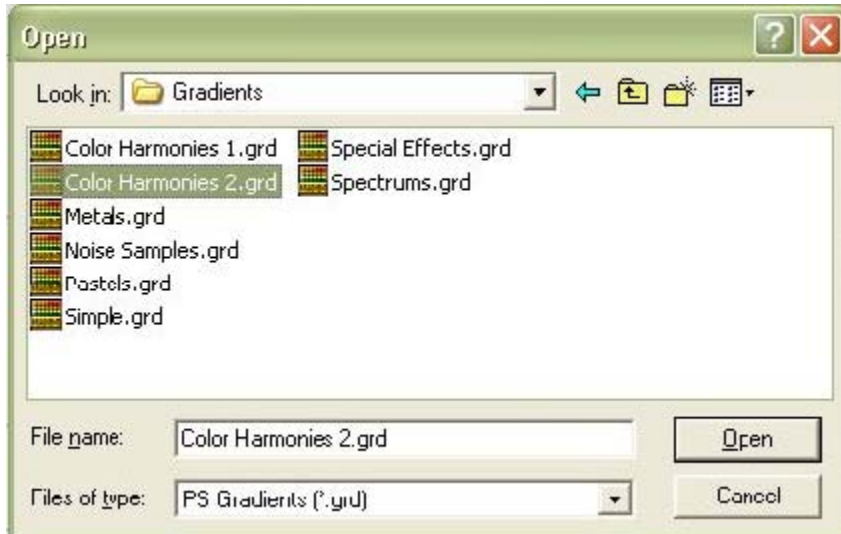 Open
Look in: Gradients
Color Harmonies 1.grd
Color Harmonies 2.grd
Metals.grd
Noise Samples.grd
Pastels.grd
Simple.grd
Special Effects.grd
Spectrums.grd
File name: Color Harmonies 2.grd
Open
Files of type: PS Gradients (*.grd)
Cancel